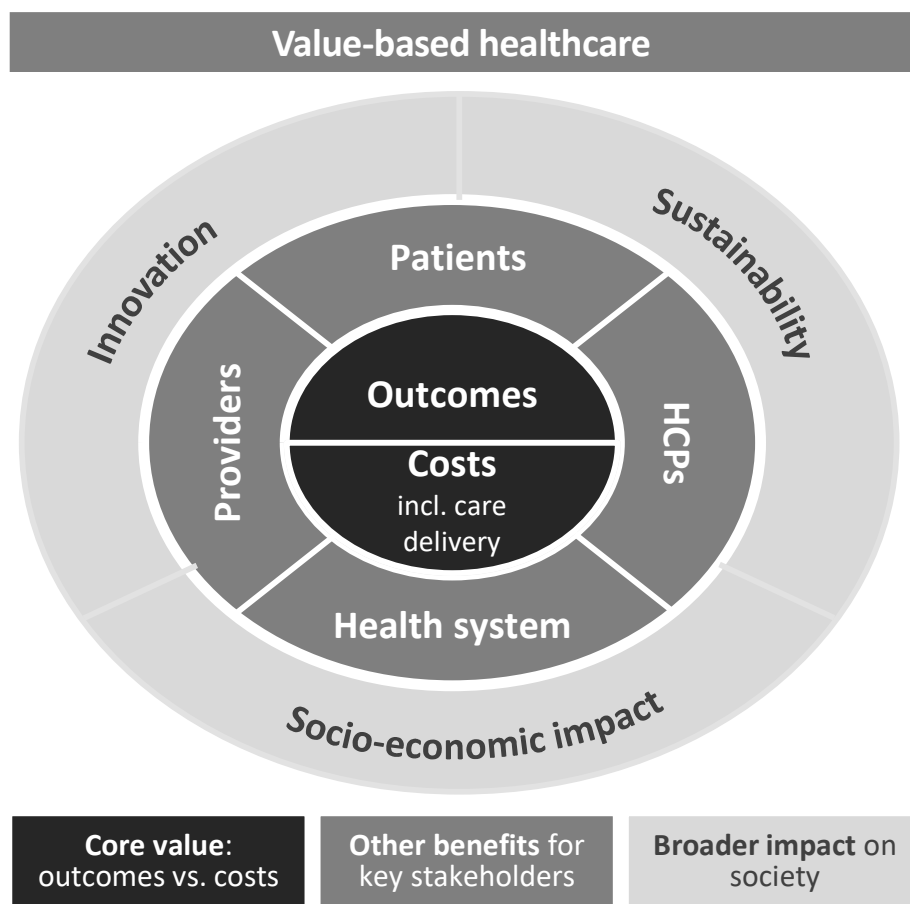 Value-based healthcare
Innovation
Sustainability
Patients
Providers
HCPs
Outcomes
Costs
incl. care
delivery
Health system
Socio-economic impact
Core value:
outcomes vs. costs
Other benefits for
key stakeholders
Broader impact on
society